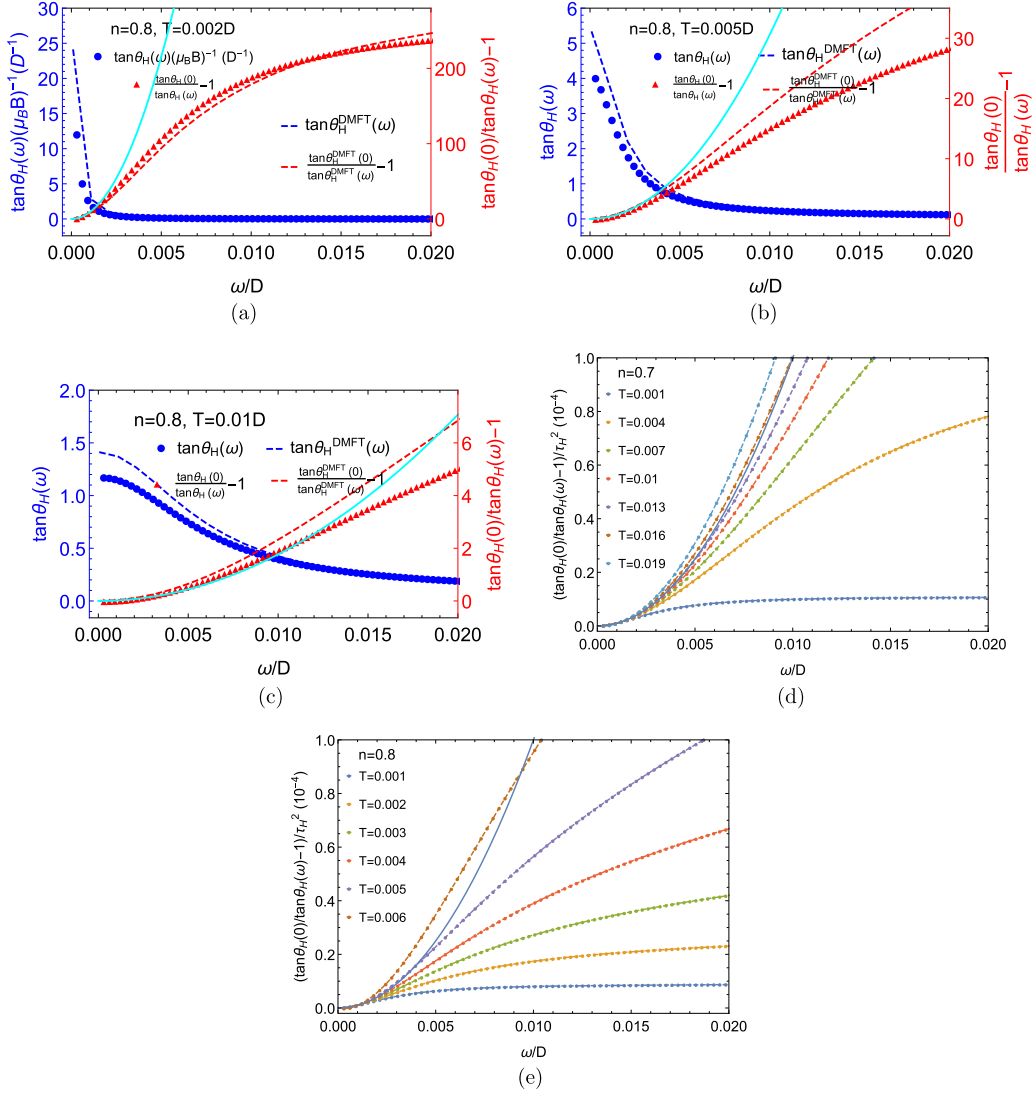 n=0.8, T=0.002D
tanθH(ω)(μBB)⁻¹ (D⁻¹)
tanθH(0)/tanθH(ω) −1
tanθH^DMFT(ω)
tanθH^DMFT(0)/tanθH^DMFT(ω) −1
tanθH(ω)(μBB)⁻¹(D⁻¹)
30
25
20
15
10
5
0
tanθH(0)/tanθH(ω)−1
200
100
0
0.000 0.005 0.010 0.015 0.020
ω/D
(a)
n=0.8, T=0.005D
tanθH(ω)
tanθH(0)/tanθH(ω) −1
tanθH^DMFT(ω)
tanθH^DMFT(0)/tanθH^DMFT(ω) −1
tanθH(ω)
6
5
4
3
2
1
0
tanθH(0)/tanθH(ω) −1
30
20
10
0
0.000 0.005 0.010 0.015 0.020
ω/D
(b)
n=0.8, T=0.01D
tanθH(ω)
tanθH(0)/tanθH(ω) −1
tanθH^DMFT(ω)
tanθH^DMFT(0)/tanθH^DMFT(ω) −1
tanθH(ω)
2.0
1.5
1.0
0.5
0.0
tanθH(0)/tanθH(ω)−1
6
4
2
0
0.000 0.005 0.010 0.015 0.020
ω/D
(c)
n=0.7
T=0.001
T=0.004
T=0.007
T=0.01
T=0.013
T=0.016
T=0.019
(tanθH(0)/tanθH(ω)−1)/τH² (10⁻⁴)
1.0
0.8
0.6
0.4
0.2
0.0
0.000 0.005 0.010 0.015 0.020
ω/D
(d)
n=0.8
T=0.001
T=0.002
T=0.003
T=0.004
T=0.005
T=0.006
(tanθH(0)/tanθH(ω)−1)/τH² (10⁻⁴)
1.0
0.8
0.6
0.4
0.2
0.0
0.000 0.005 0.010 0.015 0.020
ω/D
(e)